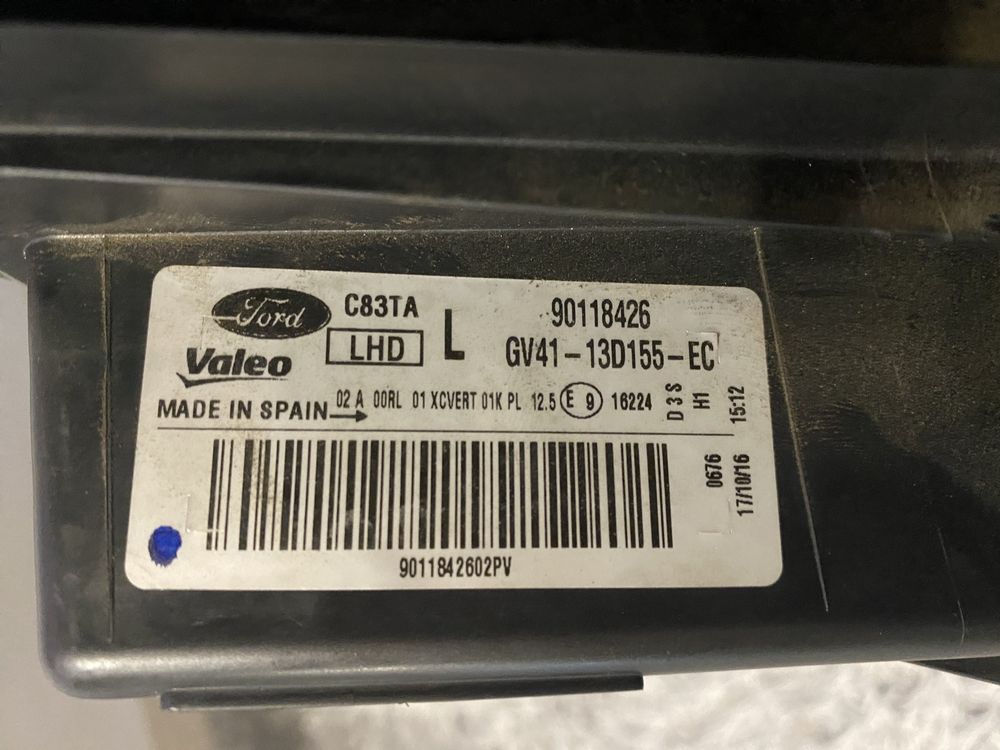 Ford
C83TA
Valeo
LHD
L
90118426
GV41-13D155-EC
MADE IN SPAIN
02 A 00RL 01 XCVERT 01K PL 12.5 E 9 16224
D3S
H1
15:12
0676
17/10/16
9011842602PV